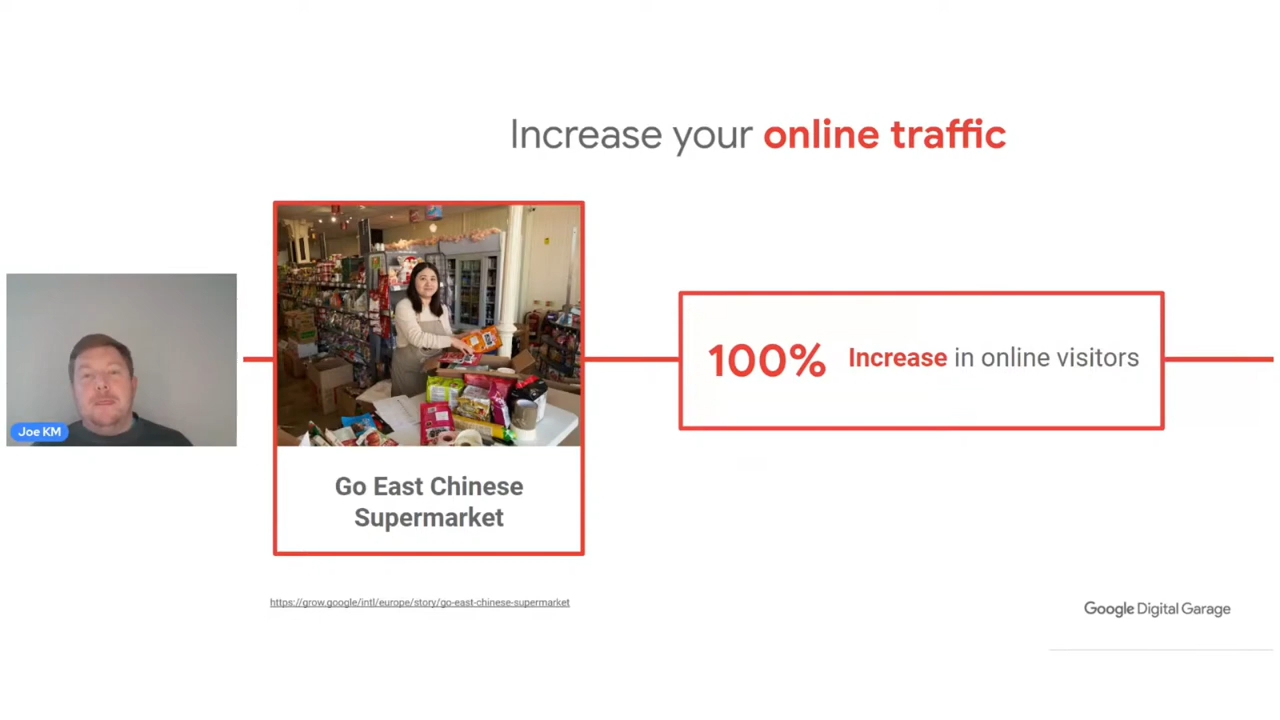 Increase your online traffic
Joe KM
100% Increase in online visitors
Go East Chinese
Supermarket
https://grow.google/intl/europe/story/go-east-chinese-supermarket
Google Digital Garage